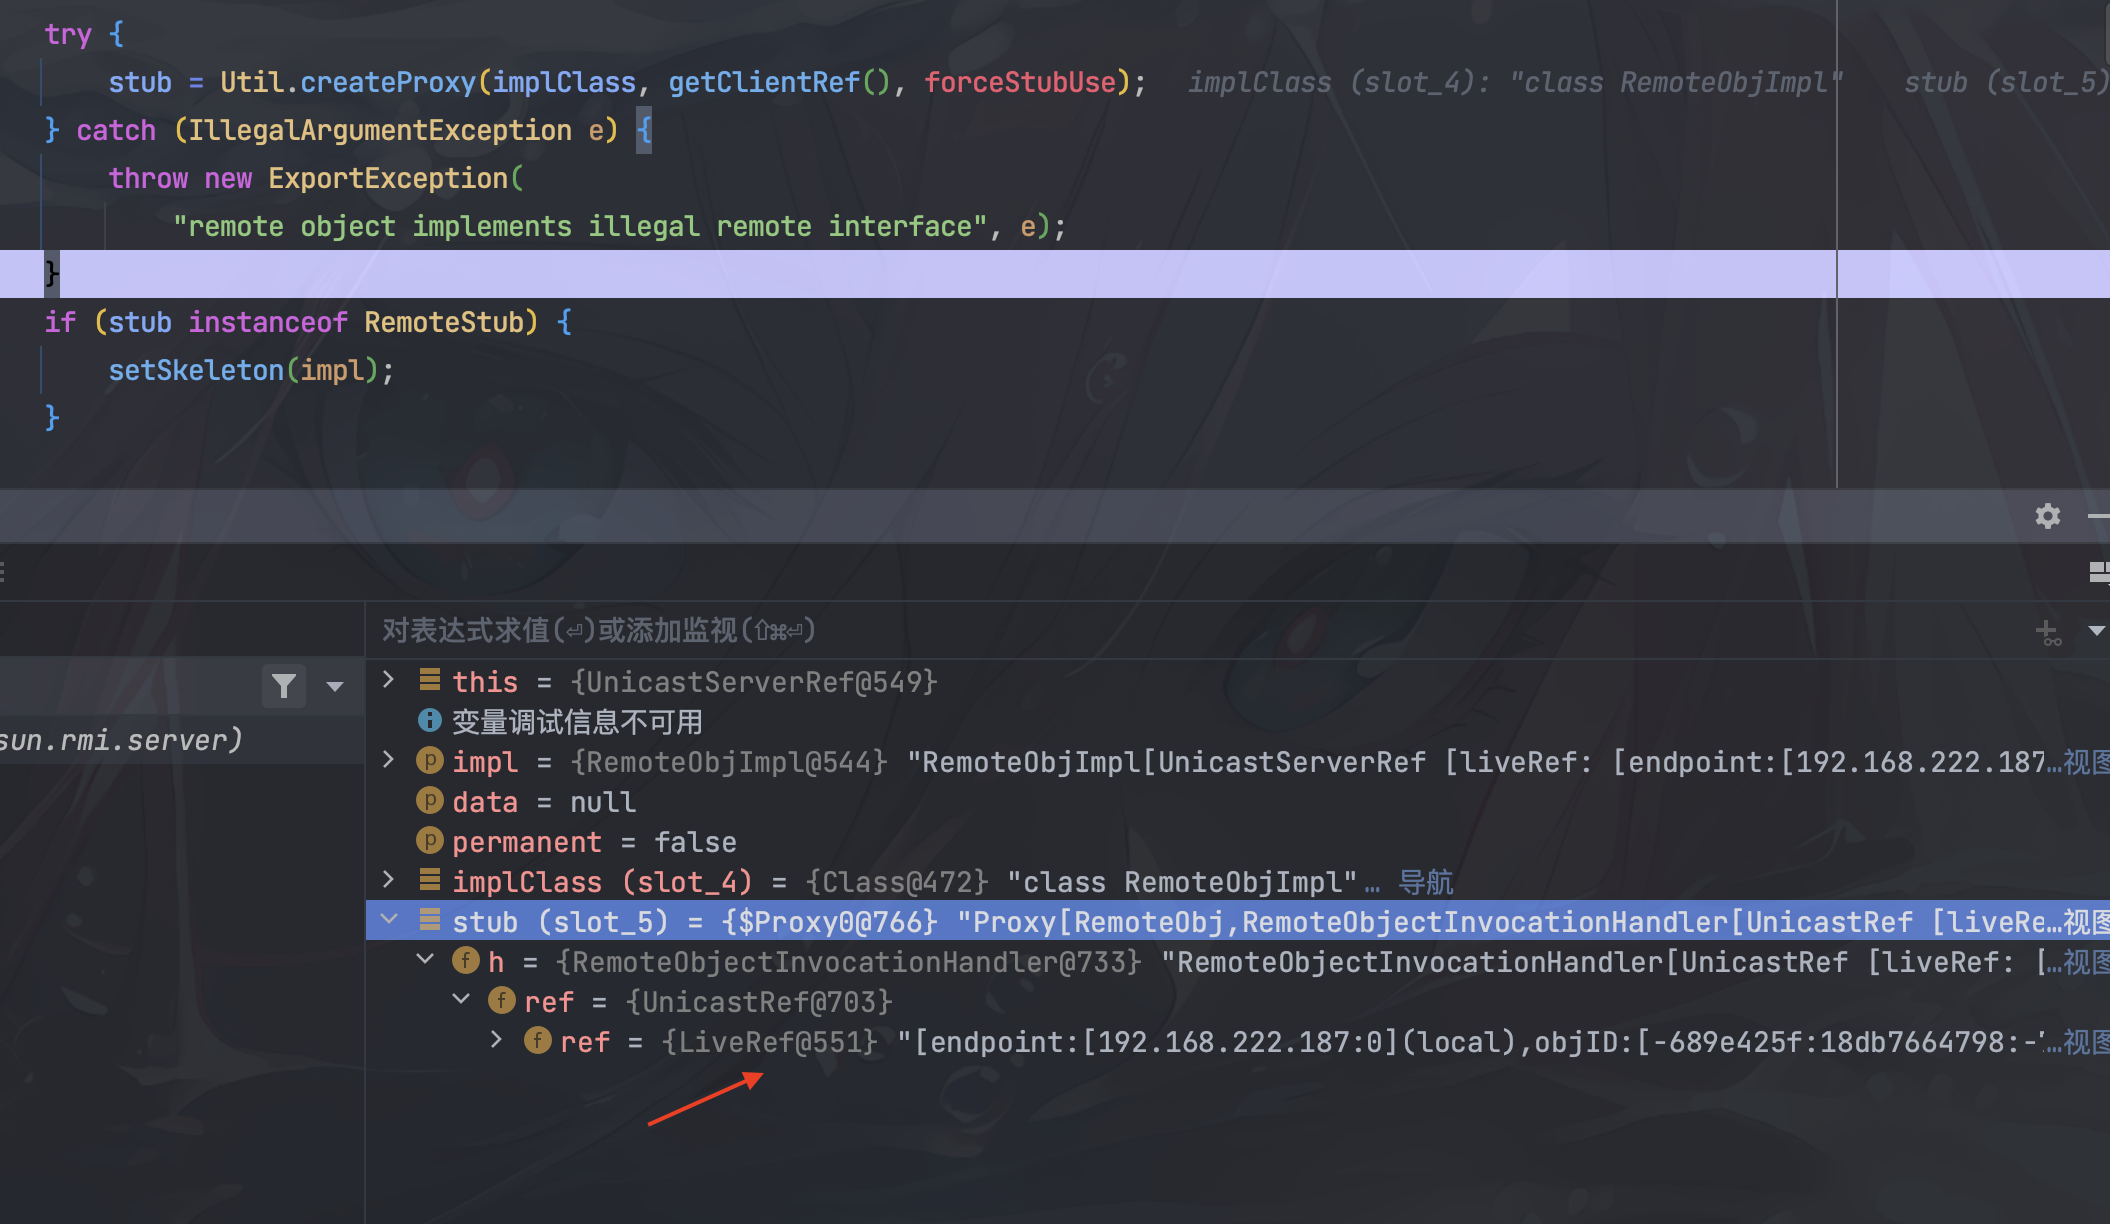 try {
stub = Util.createProxy(implClass, getClientRef(), forceStubUse); implClass (slot_4): "class RemoteObjImpl" stub (slot_5)
} catch (IllegalArgumentException e) {
throw new ExportException(
"remote object implements illegal remote interface", e);
}
if (stub instanceof RemoteStub) {
setSkeleton(impl);
}
对表达式求值(⏎)或添加监视(⇧⌘⏎)
sun.rmi.server)
this = {UnicastServerRef@549}
变量调试信息不可用
impl = {RemoteObjImpl@544} "RemoteObjImpl[UnicastServerRef [liveRef: [endpoint:[192.168.222.187...视图
data = null
permanent = false
implClass (slot_4) = {Class@472} "class RemoteObjImpl"... 导航
stub (slot_5) = {$Proxy0@766} "Proxy[RemoteObj,RemoteObjectInvocationHandler[UnicastRef [liveRe...视图
h = {RemoteObjectInvocationHandler@733} "RemoteObjectInvocationHandler[UnicastRef [liveRef: [...视图
ref = {UnicastRef@703}
ref = {LiveRef@551} "[endpoint:[192.168.222.187:0](local),objID:[-689e425f:18db7664798:-...视图